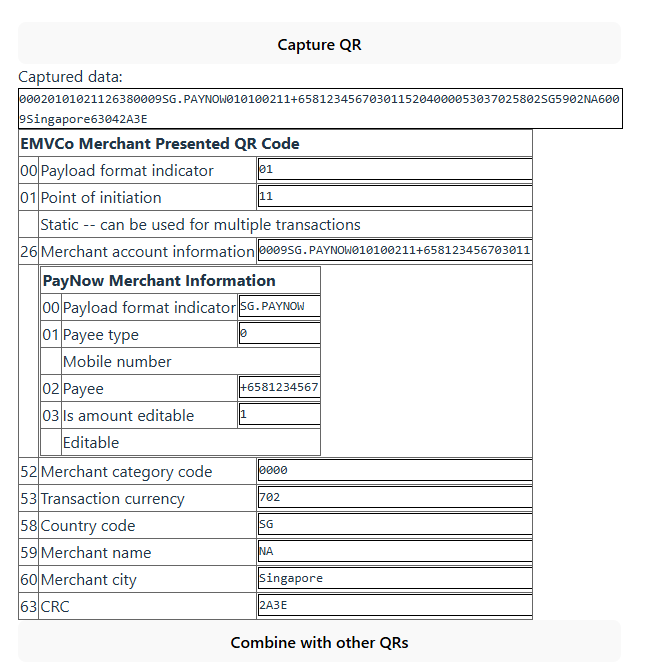 Capture QR
Captured data:
00020101021126380009SG.PAYNOW010100211+6581234567030115204000053037025802SG5902NA600
9Singapore63042A3E
EMVCo Merchant Presented QR Code
00 Payload format indicator 01
01 Point of initiation 11
Static -- can be used for multiple transactions
26 Merchant account information 0009SG.PAYNOW010100211+658123456703011
PayNow Merchant Information
00 Payload format indicator SG.PAYNOW
01 Payee type 0
Mobile number
02 Payee +6581234567
03 Is amount editable 1
Editable
52 Merchant category code 0000
53 Transaction currency 702
58 Country code SG
59 Merchant name NA
60 Merchant city Singapore
63 CRC 2A3E
Combine with other QRs